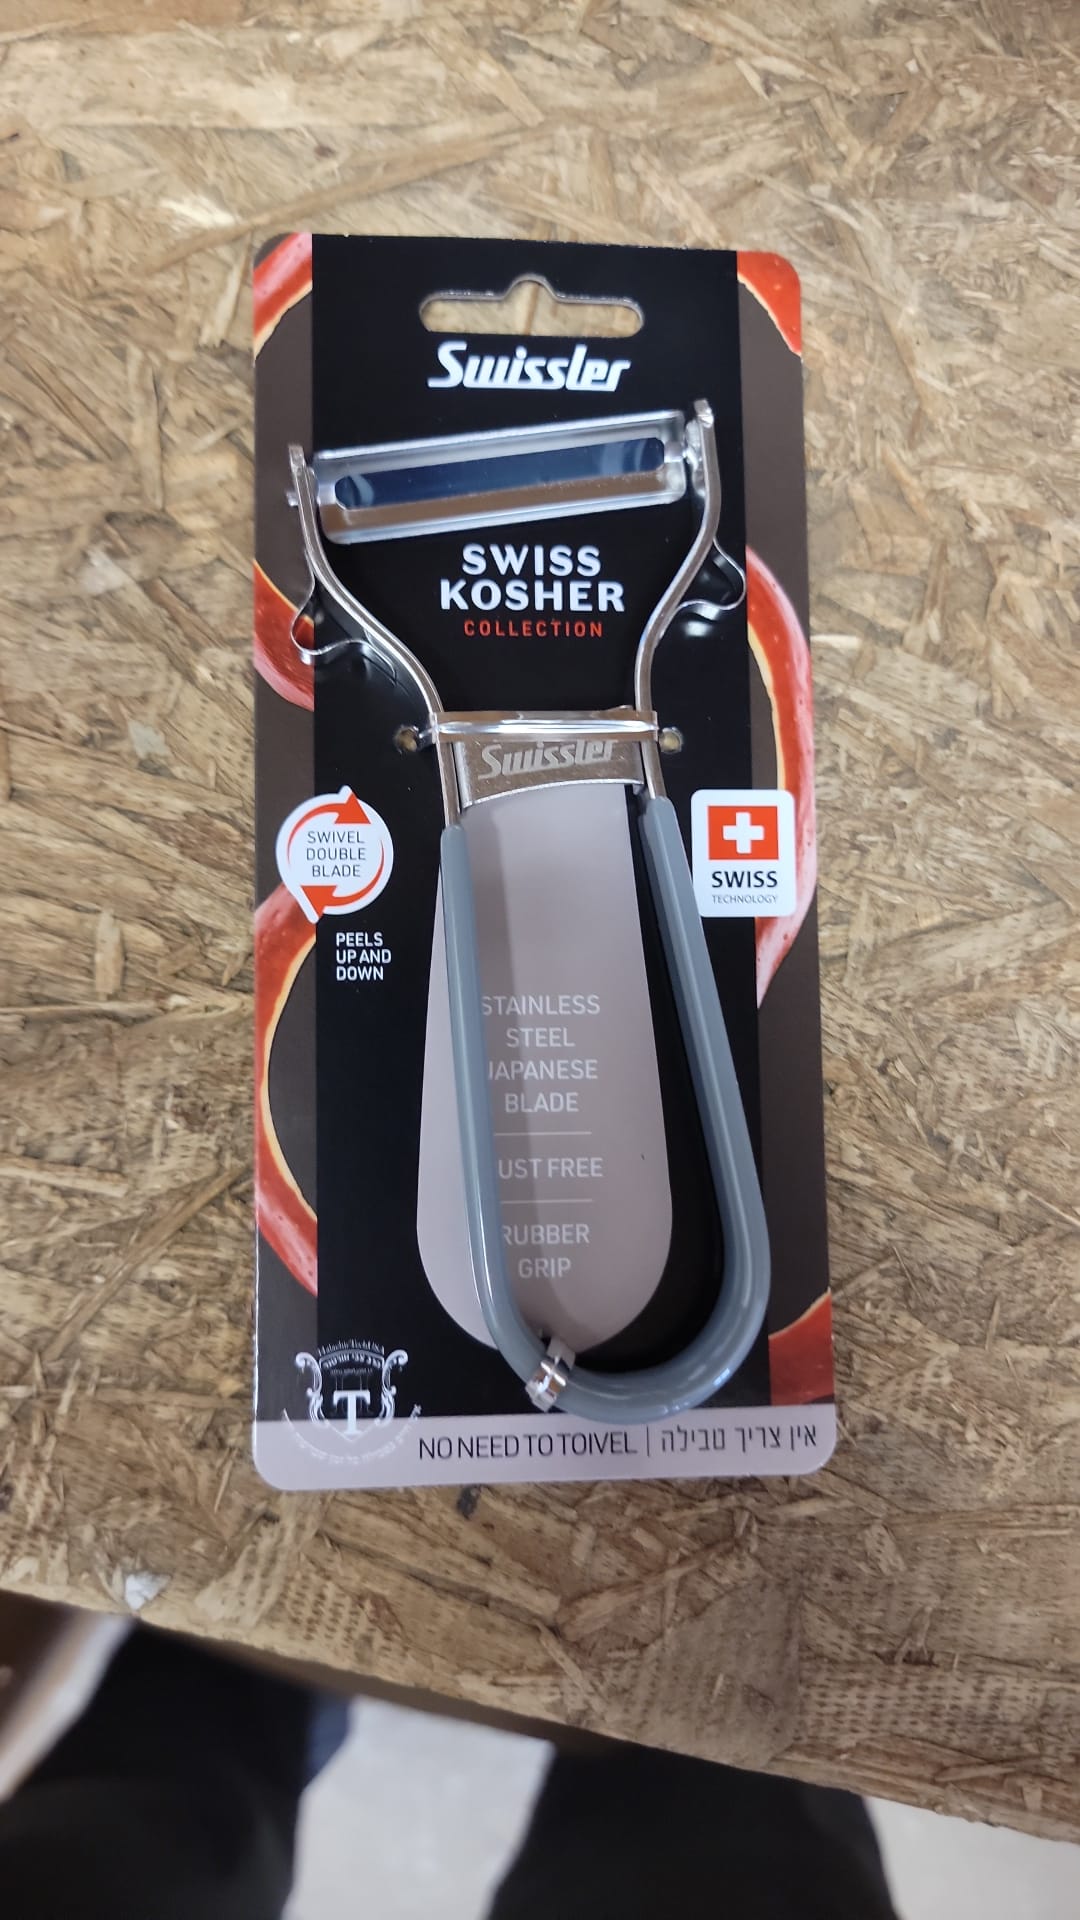 Swissler
SWISS
KOSHER
COLLECTION
Swissler
SWIVEL
DOUBLE
BLADE
PEELS
UP AND
DOWN
SWISS
TECHNOLOGY
STAINLESS
STEEL
JAPANESE
BLADE
UST FREE
RUBBER
GRIP
T
NO NEED TO TOIVEL | אין צריך טבילה